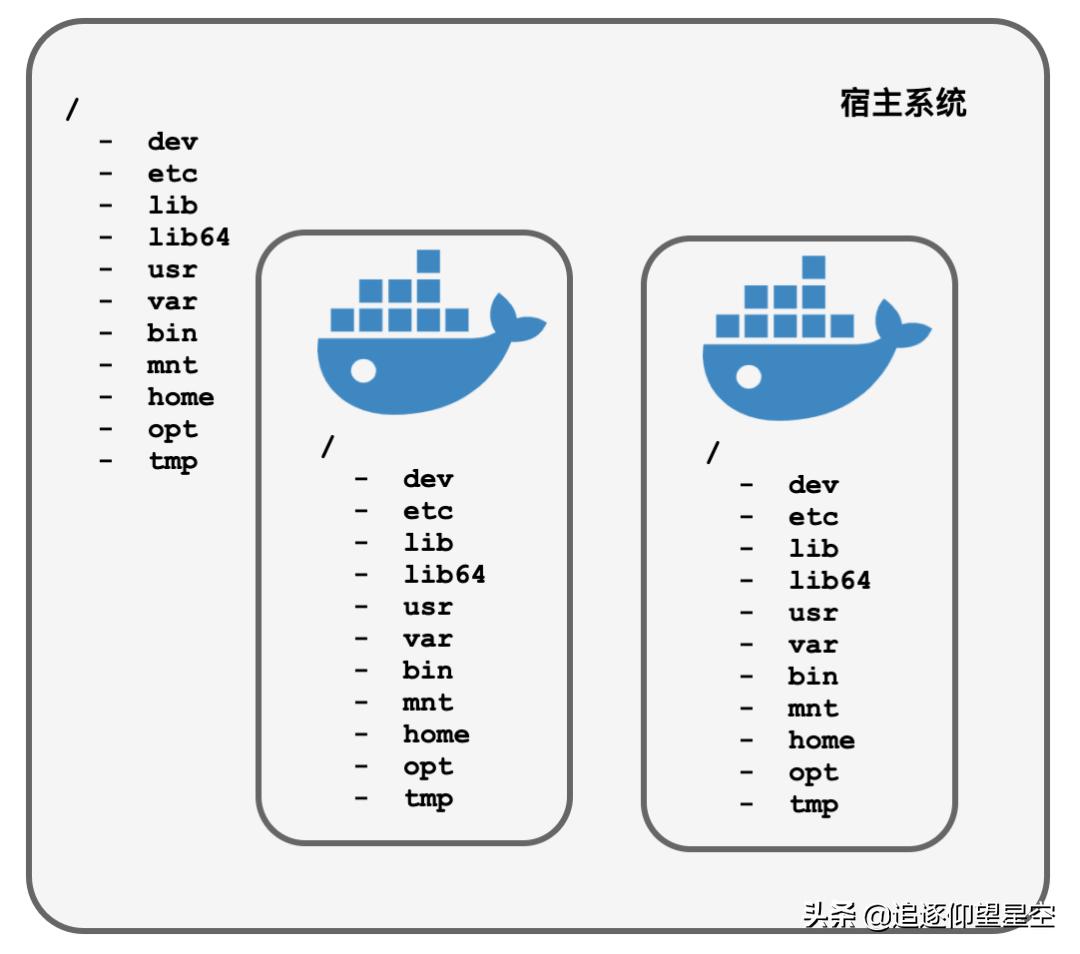 宿主系统
/
- dev
- etc
- lib
- lib64
- usr
- var
- bin
- mnt
- home
- opt
- tmp
/
- dev
- etc
- lib
- lib64
- usr
- var
- bin
- mnt
- home
- opt
- tmp
/
- dev
- etc
- lib
- lib64
- usr
- var
- bin
- mnt
- home
- opt
- tmp
头条 @追逐仰望星空